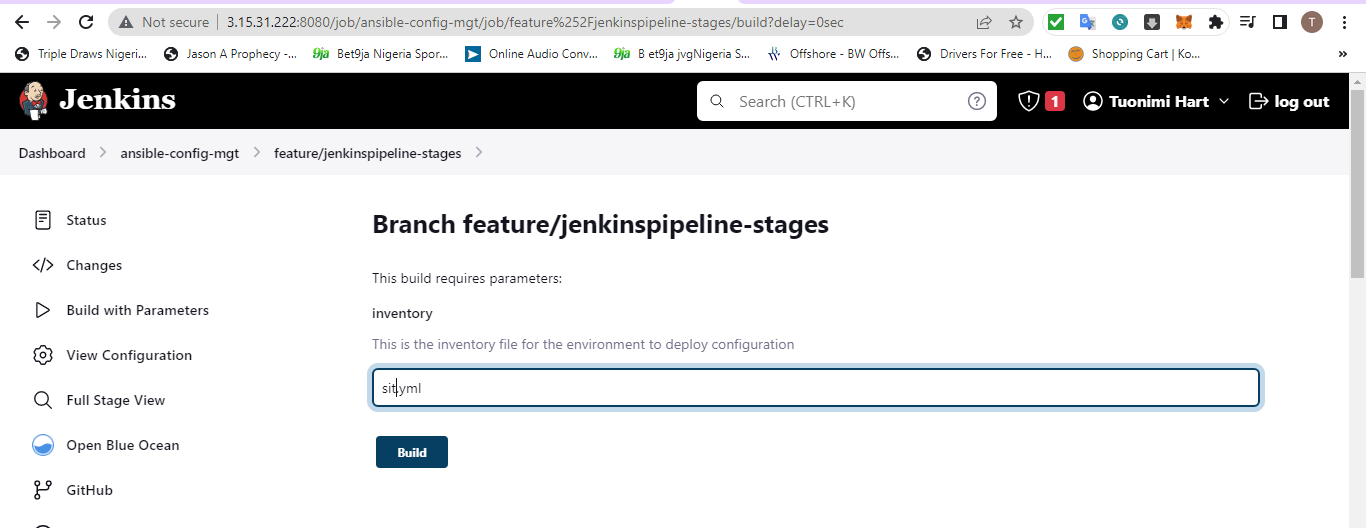 Not secure | 3.15.31.222:8080/job/ansible-config-mgt/job/feature%252Fjenkinspipeline-stages/build?delay=0sec
T
Triple Draws Nigeri... Jason A Prophecy -... 9ja Bet9ja Nigeria Spor... Online Audio Conv... 9ja B et9ja jvgNigeria S... Offshore - BW Offs... Drivers For Free - H... Shopping Cart | Ko... »
Jenkins Search (CTRL+K) ? 1 Tuonimi Hart log out
Dashboard ansible-config-mgt feature/jenkinspipeline-stages
Status
Changes
Build with Parameters
View Configuration
Full Stage View
Open Blue Ocean
GitHub
Branch feature/jenkinspipeline-stages
This build requires parameters:
inventory
This is the inventory file for the environment to deploy configuration
sit.yml
Build